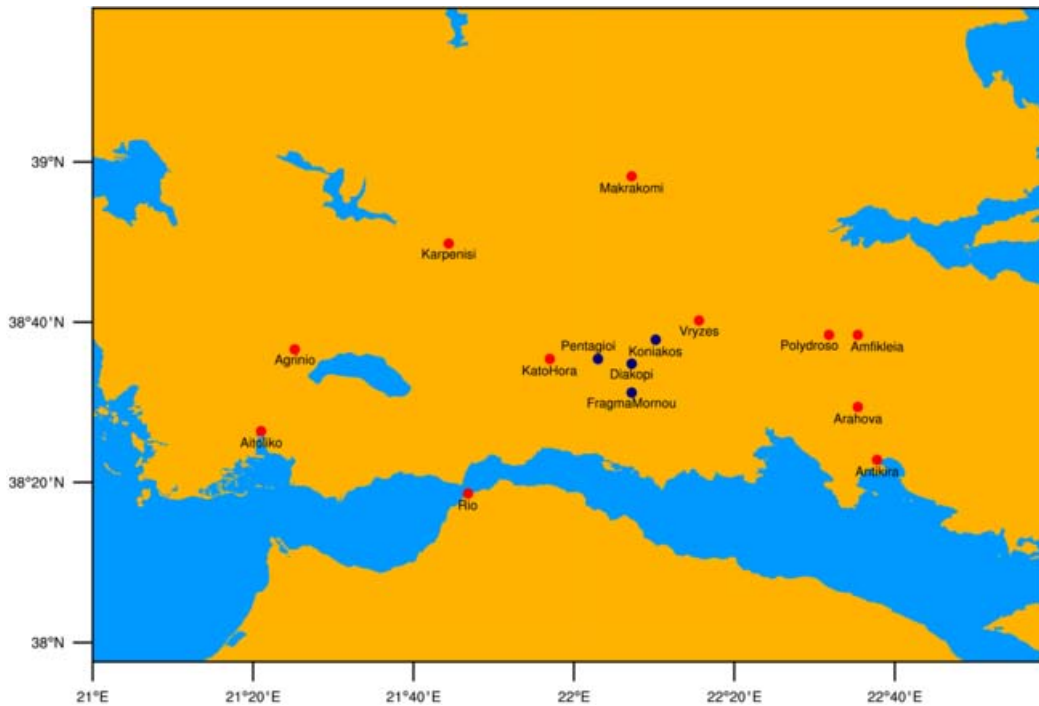 39°N
Makrakomi
Karpenisi
38°40'N
Vryzes
Pentagioi
Koniakos
Polydroso
Amfikleia
Agrinio
KatoHora
Diakopi
FragmaMornou
Arahova
Aitoliko
Antikira
38°20'N
Rio
38°N
21°E
21°20'E
21°40'E
22°E
22°20'E
22°40'E